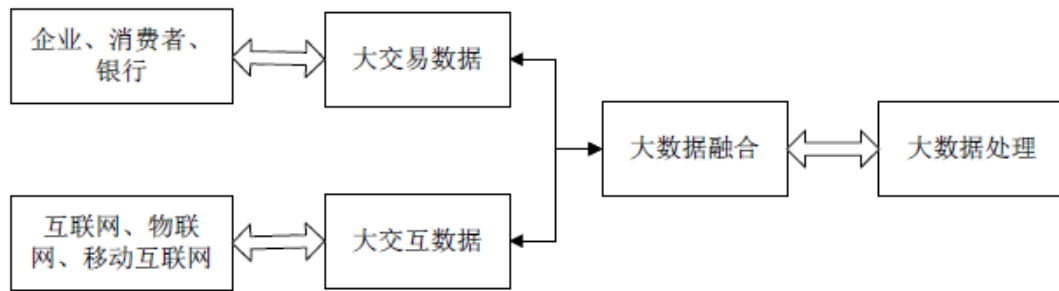 企业、消费者、
银行
大交易数据
大数据融合
大数据处理
互联网、物联
网、移动互联网
大交互数据